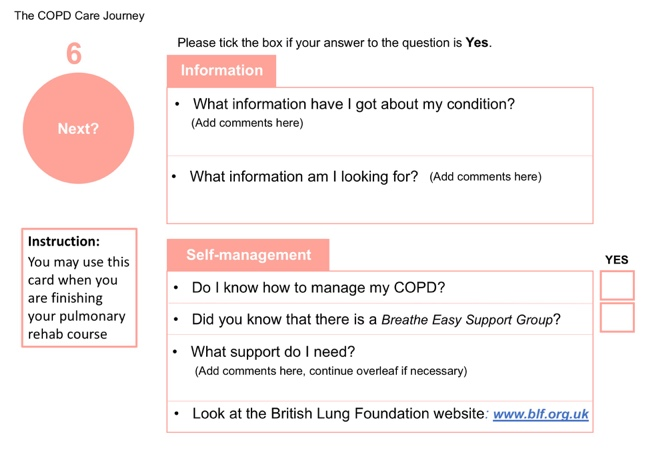 The COPD Care Journey
6
Next?
Please tick the box if your answer to the question is Yes.
Information
• What information have I got about my condition?
(Add comments here)
• What information am I looking for? (Add comments here)
Instruction:
You may use this
card when you
are finishing
your pulmonary
rehab course
Self-management
YES
• Do I know how to manage my COPD?
• Did you know that there is a Breathe Easy Support Group?
• What support do I need?
(Add comments here, continue overleaf if necessary)
• Look at the British Lung Foundation website: www.blf.org.uk